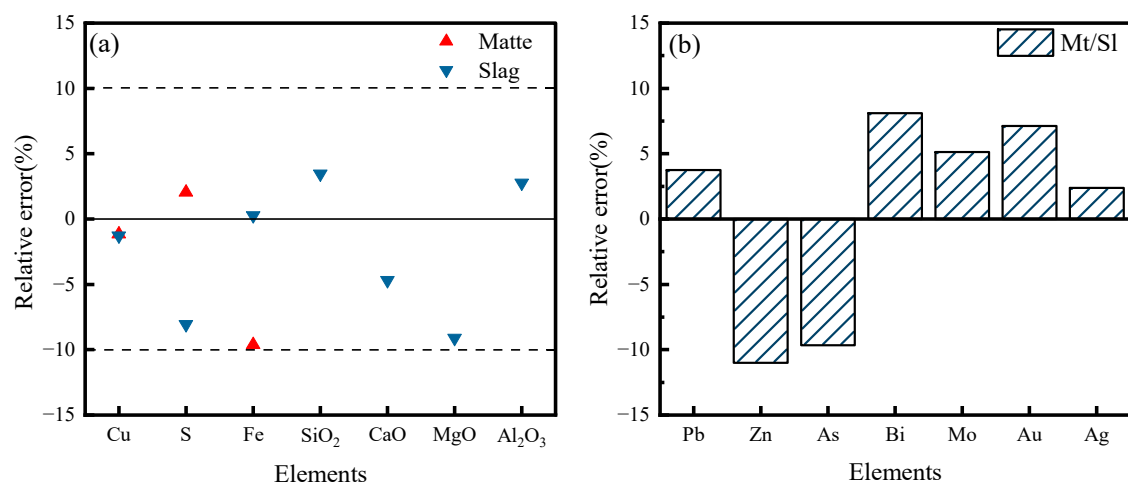 (a)
Matte
Slag
15
10
5
0
−5
−10
−15
Relative error(%)
Cu S Fe SiO₂ CaO MgO Al₂O₃
Elements
(b)
Mt/Sl
15
10
5
0
−5
−10
−15
Relative error(%)
Pb Zn As Bi Mo Au Ag
Elements